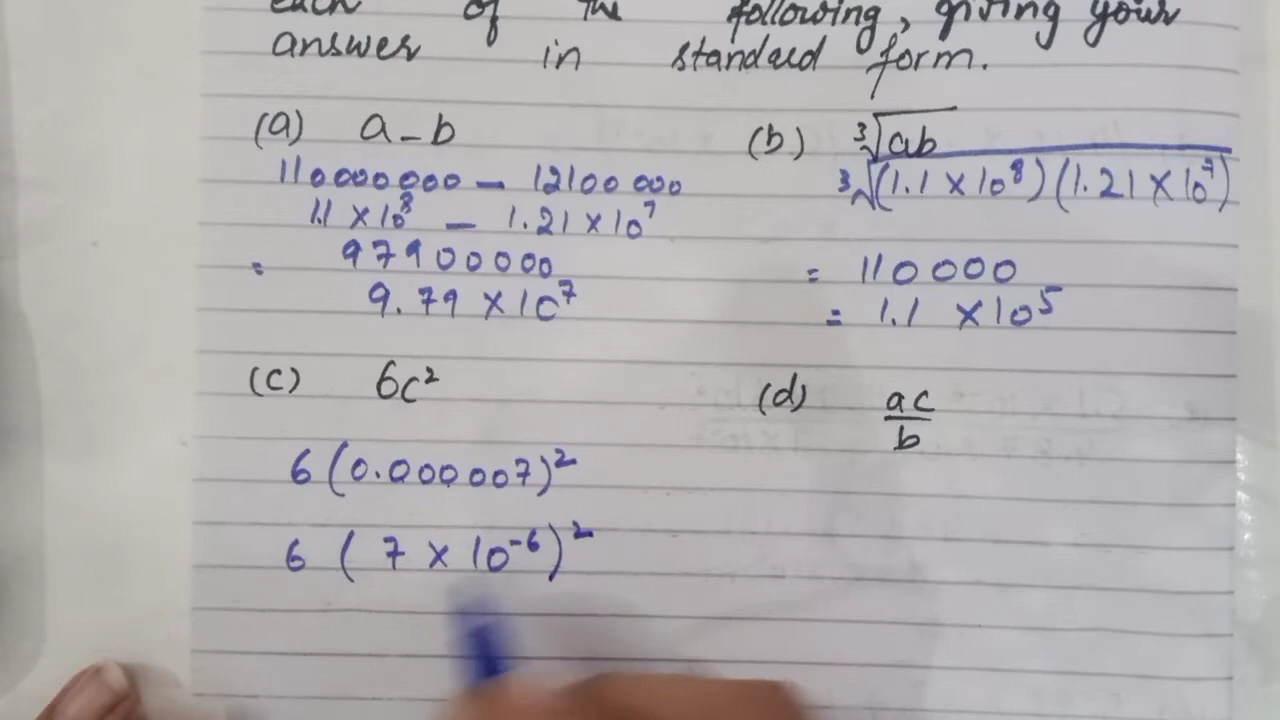 each of the following, giving your
answer in standard form.
(a) a - b
110000000 - 12100000
1.1 × 10⁸ - 1.21 × 10⁷
= 97900000
9.79 × 10⁷
(b) ∛ab
∛(1.1 × 10⁸)(1.21 × 10⁷)
= 110000
= 1.1 × 10⁵
(c) 6c²
6(0.000007)²
6 (7 × 10⁻⁶)²
(d) ac/b